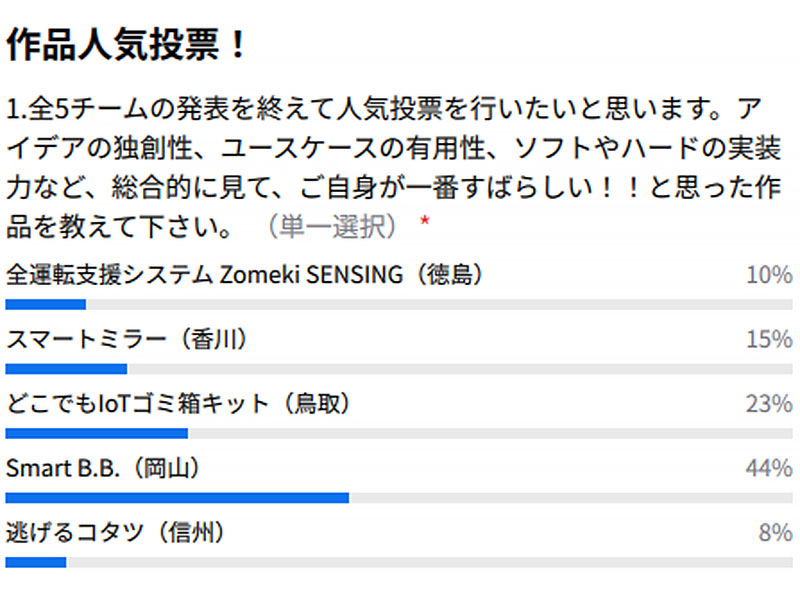 作品人気投票！
1.全5チームの発表を終えて人気投票を行いたいと思います。ア
イデアの独創性、ユースケースの有用性、ソフトやハードの実装
力など、総合的に見て、ご自身が一番すばらしい！！と思った作
品を教えて下さい。 （単一選択） *
全運転支援システム Zomeki SENSING（徳島） 10%
スマートミラー（香川） 15%
どこでもIoTゴミ箱キット（鳥取） 23%
Smart B.B.（岡山） 44%
逃げるコタツ（信州） 8%